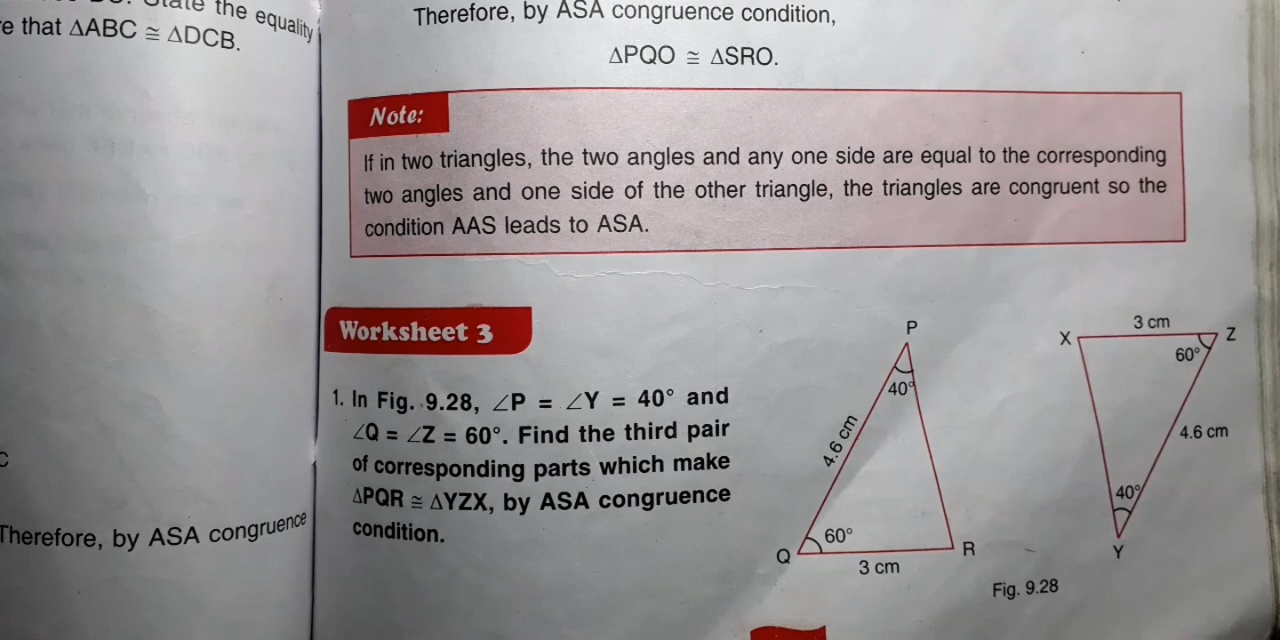 State the equality
e that ΔABC ≅ ΔDCB.
Therefore, by ASA congruence
Therefore, by ASA congruence condition,
ΔPQO ≅ ΔSRO.
Note:
If in two triangles, the two angles and any one side are equal to the corresponding
two angles and one side of the other triangle, the triangles are congruent so the
condition AAS leads to ASA.
Worksheet 3
1. In Fig. 9.28, ∠P = ∠Y = 40° and
∠Q = ∠Z = 60°. Find the third pair
of corresponding parts which make
ΔPQR ≅ ΔYZX, by ASA congruence
condition.
P
40°
4.6 cm
60°
Q
R
3 cm
3 cm
X
Z
60°
4.6 cm
40°
Y
Fig. 9.28